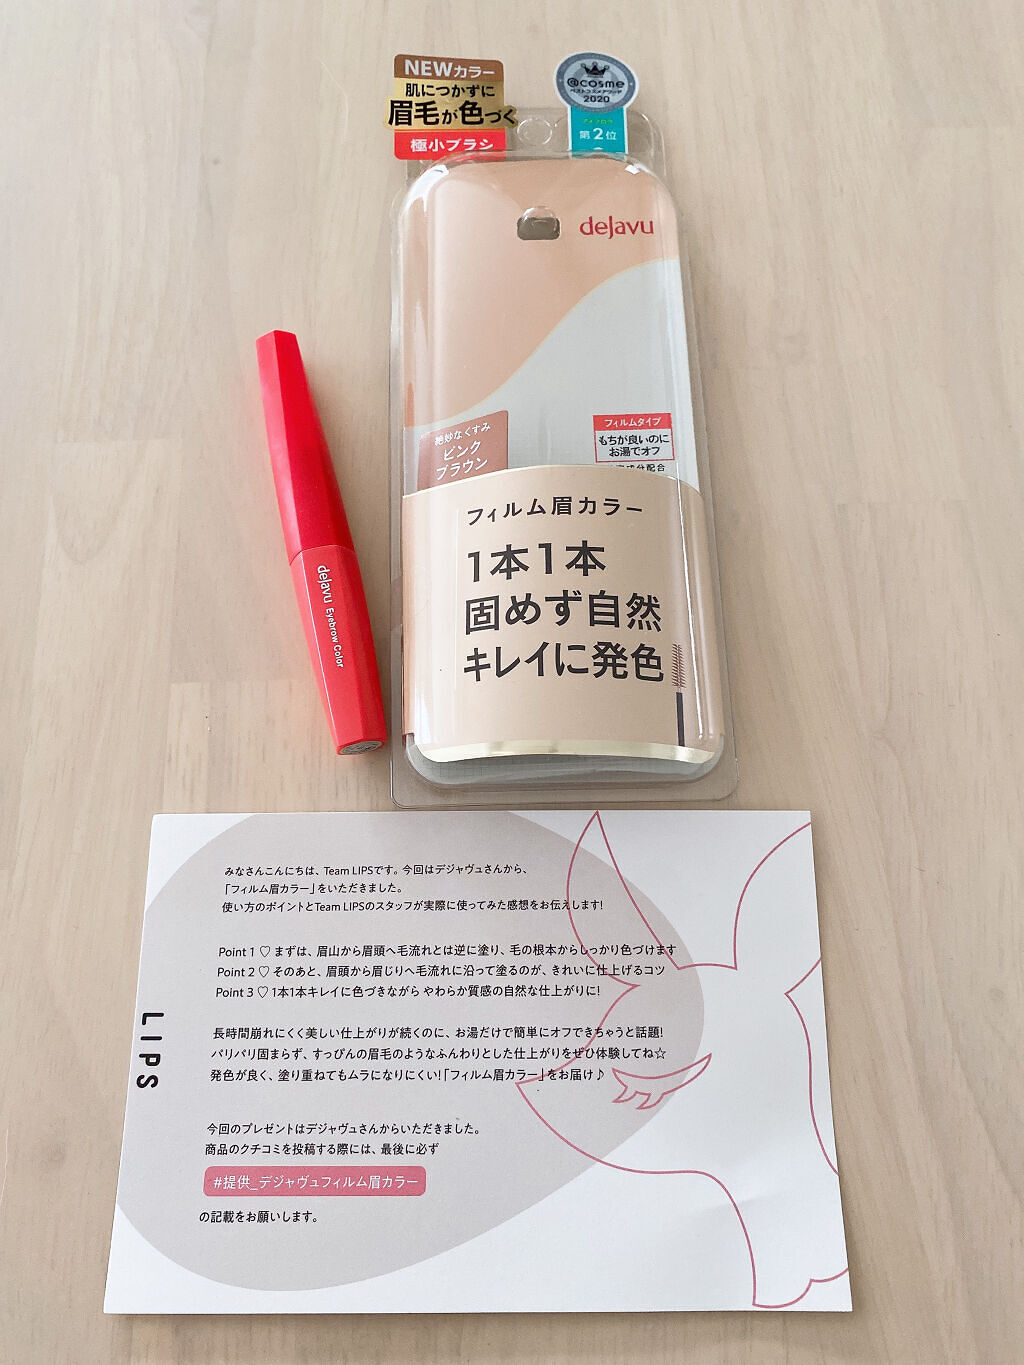 NEWカラー
肌につかずに
眉毛が色づく
極小ブラシ
@cosme
ベストコスメアワード
2020
第2位
dejavu
絶妙なくすみ
ピンク
ブラウン
フィルムタイプ
もちが良いのに
お湯でオフ
成分配合
フィルム眉カラー
1本1本
固めず自然
キレイに発色
dejavu Eyebrow Color
みなさんこんにちは、Team LIPSです。今回はデジャヴュさんから、
「フィルム眉カラー」をいただきました。
使い方のポイントとTeam LIPSのスタッフが実際に使ってみた感想をお伝えします!
Point 1 ♡ まずは、眉山から眉頭へ毛流れとは逆に塗り、毛の根本からしっかり色づけます
Point 2 ♡ そのあと、眉頭から眉じりへ毛流れに沿って塗るのが、きれいに仕上げるコツ
Point 3 ♡ 1本1本キレイに色づきながら やわらか質感の自然な仕上がりに!
長時間崩れにくく美しい仕上がりが続くのに、お湯だけで簡単にオフできちゃうと話題!
パリパリ固まらず、すっぴんの眉毛のようなふんわりとした仕上がりをぜひ体験してね☆
発色が良く、塗り重ねてもムラになりにくい!「フィルム眉カラー」をお届け♪
LIPS
今回のプレゼントはデジャヴュさんからいただきました。
商品のクチコミを投稿する際には、最後に必ず
#提供_デジャヴュフィルム眉カラー
の記載をお願いします。